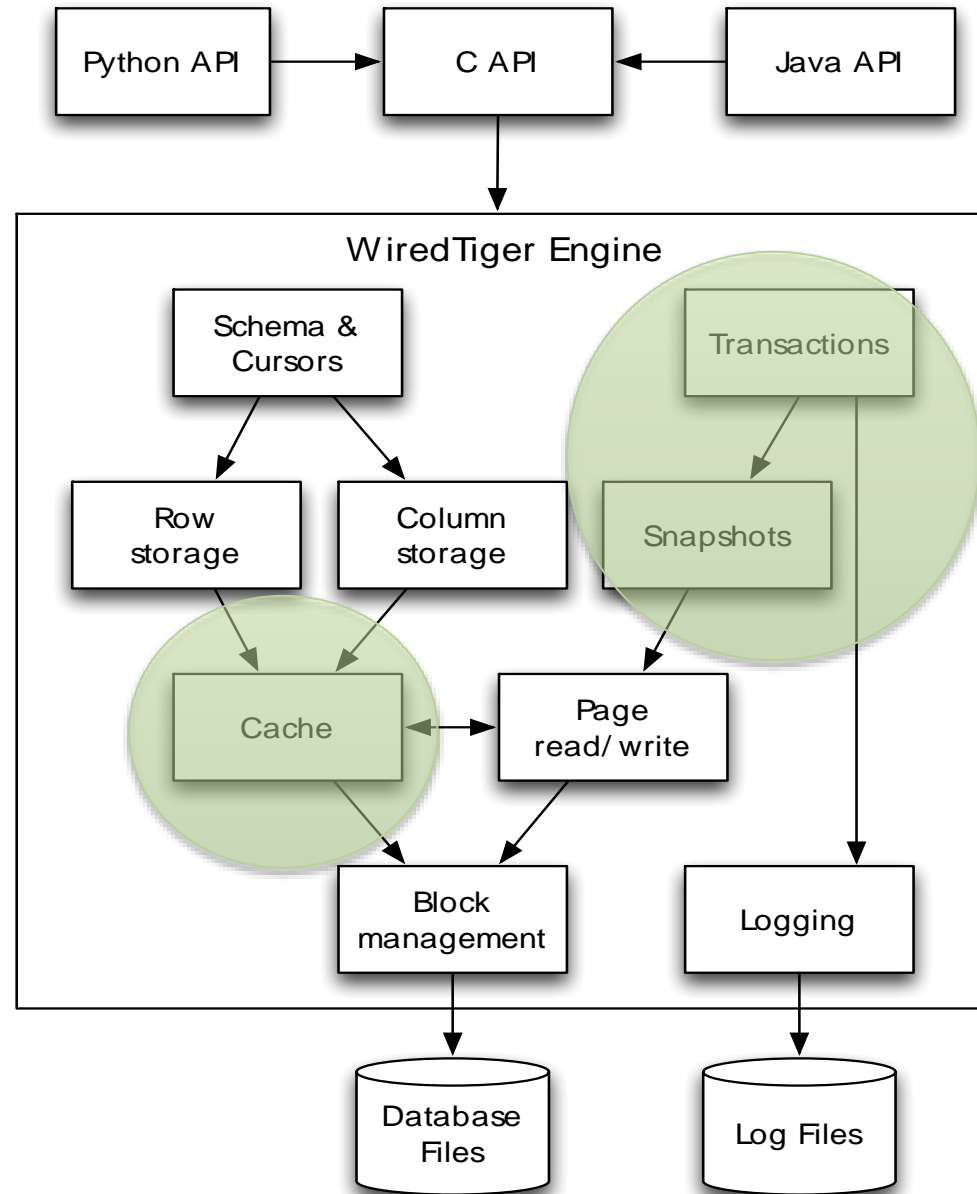 Python API
C API
Java API
WiredTiger Engine
Schema &
Cursors
Transactions
Row
storage
Column
storage
Snapshots
Cache
Page
read/ write
Block
management
Logging
Database
Files
Log Files